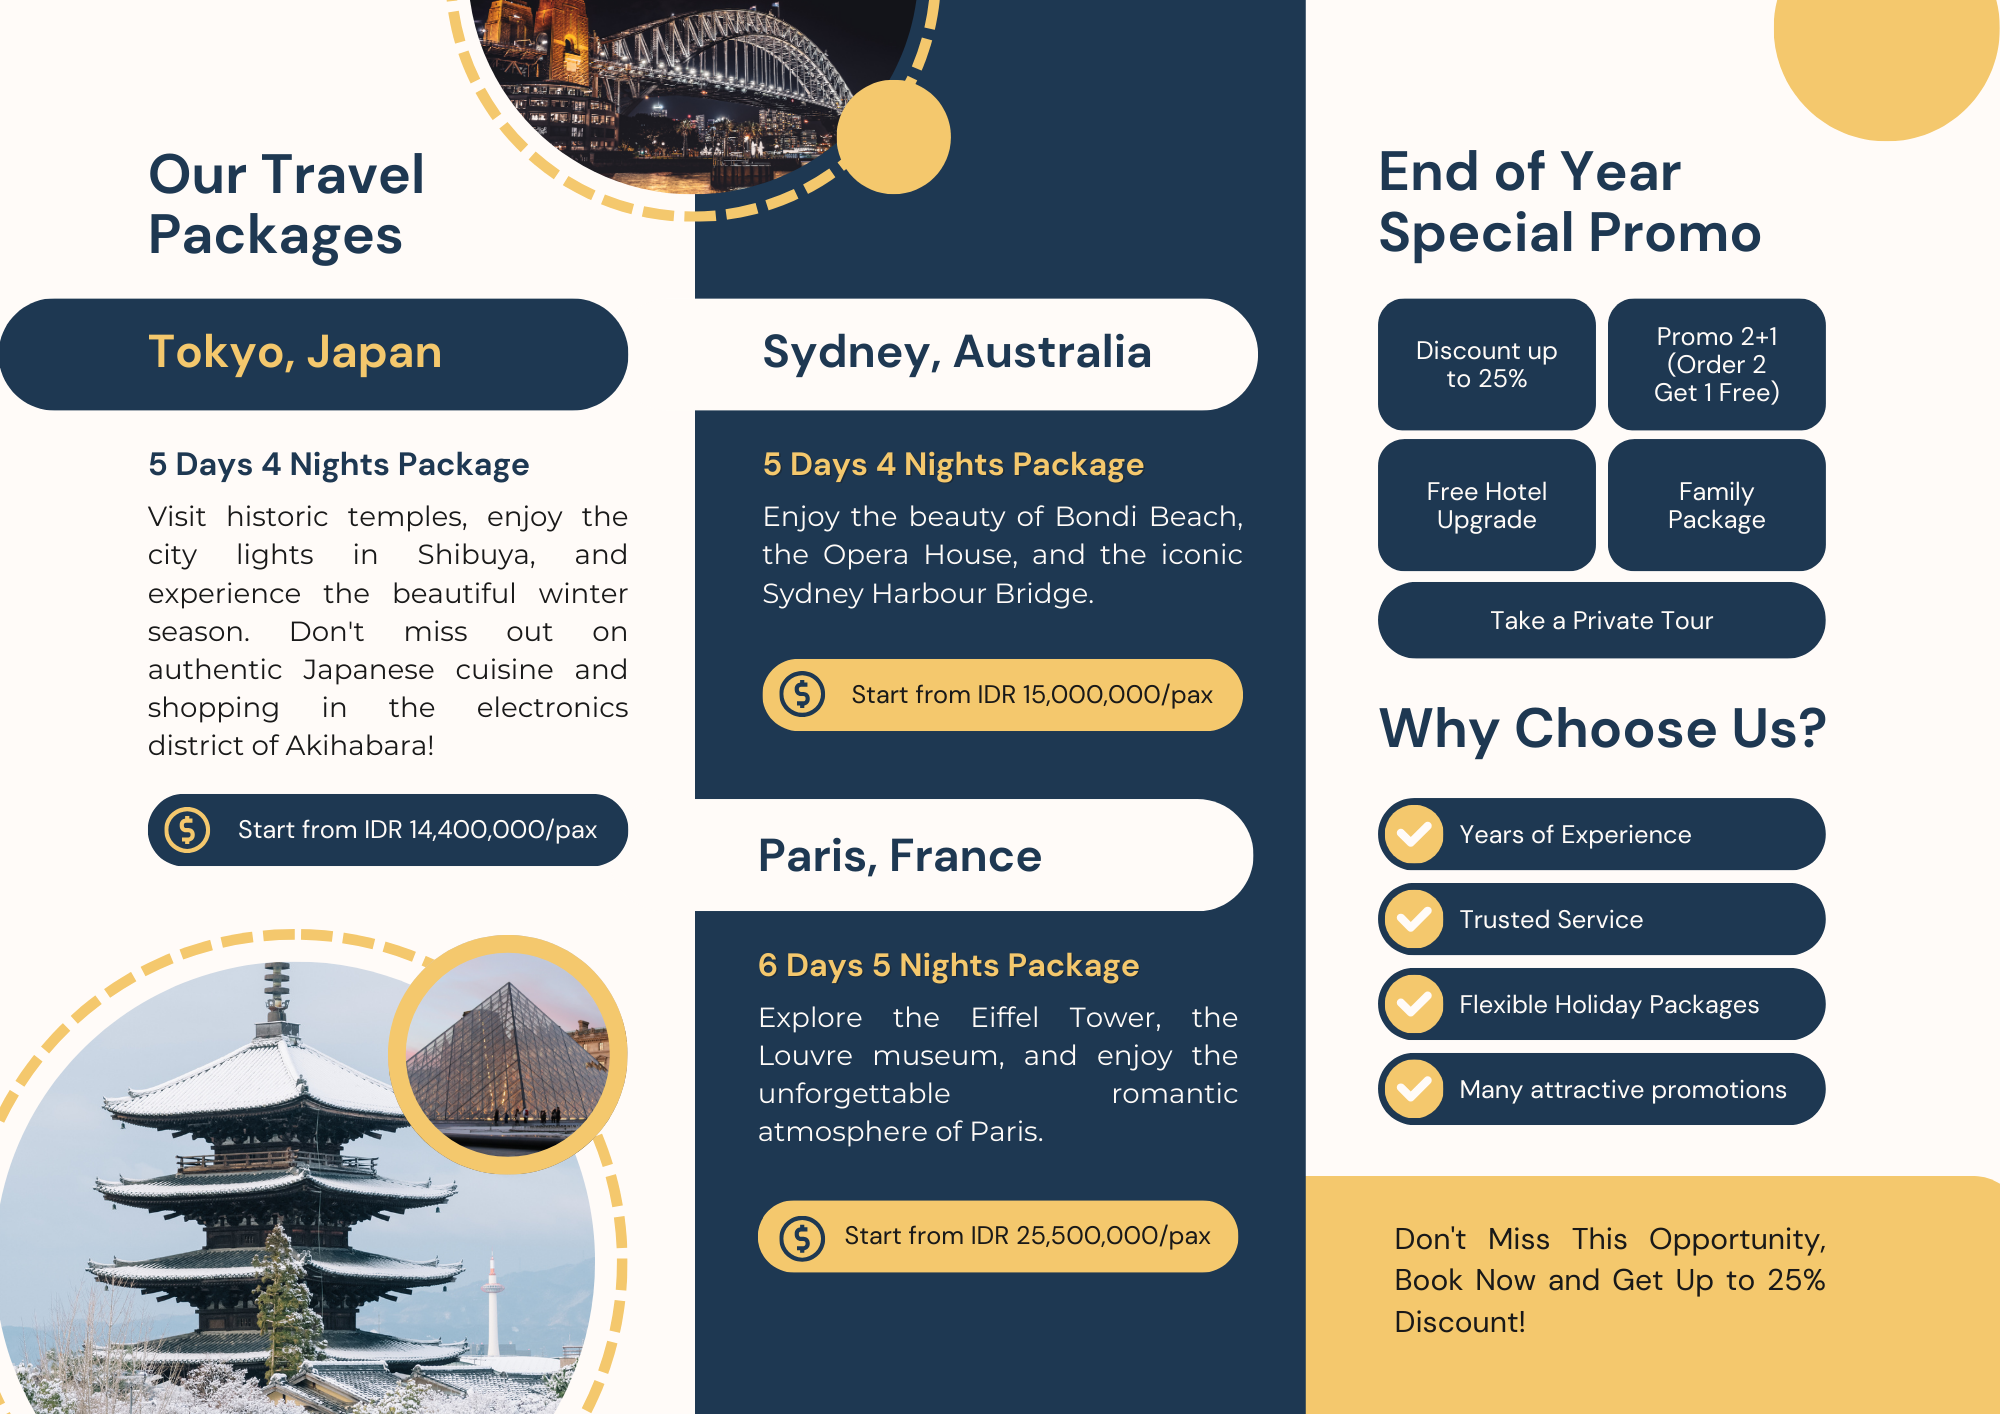 Our Travel
Packages
Tokyo, Japan
5 Days 4 Nights Package
Visit historic temples, enjoy the
city lights in Shibuya, and
experience the beautiful winter
season. Don't miss out on
authentic Japanese cuisine and
shopping in the electronics
district of Akihabara!
$ Start from IDR 14,400,000/pax
Sydney, Australia
5 Days 4 Nights Package
Enjoy the beauty of Bondi Beach,
the Opera House, and the iconic
Sydney Harbour Bridge.
$ Start from IDR 15,000,000/pax
Paris, France
6 Days 5 Nights Package
Explore the Eiffel Tower, the
Louvre museum, and enjoy the
unforgettable romantic
atmosphere of Paris.
$ Start from IDR 25,500,000/pax
End of Year
Special Promo
Discount up
to 25%
Promo 2+1
(Order 2
Get 1 Free)
Free Hotel
Upgrade
Family
Package
Take a Private Tour
Why Choose Us?
Years of Experience
Trusted Service
Flexible Holiday Packages
Many attractive promotions
Don't Miss This Opportunity,
Book Now and Get Up to 25%
Discount!